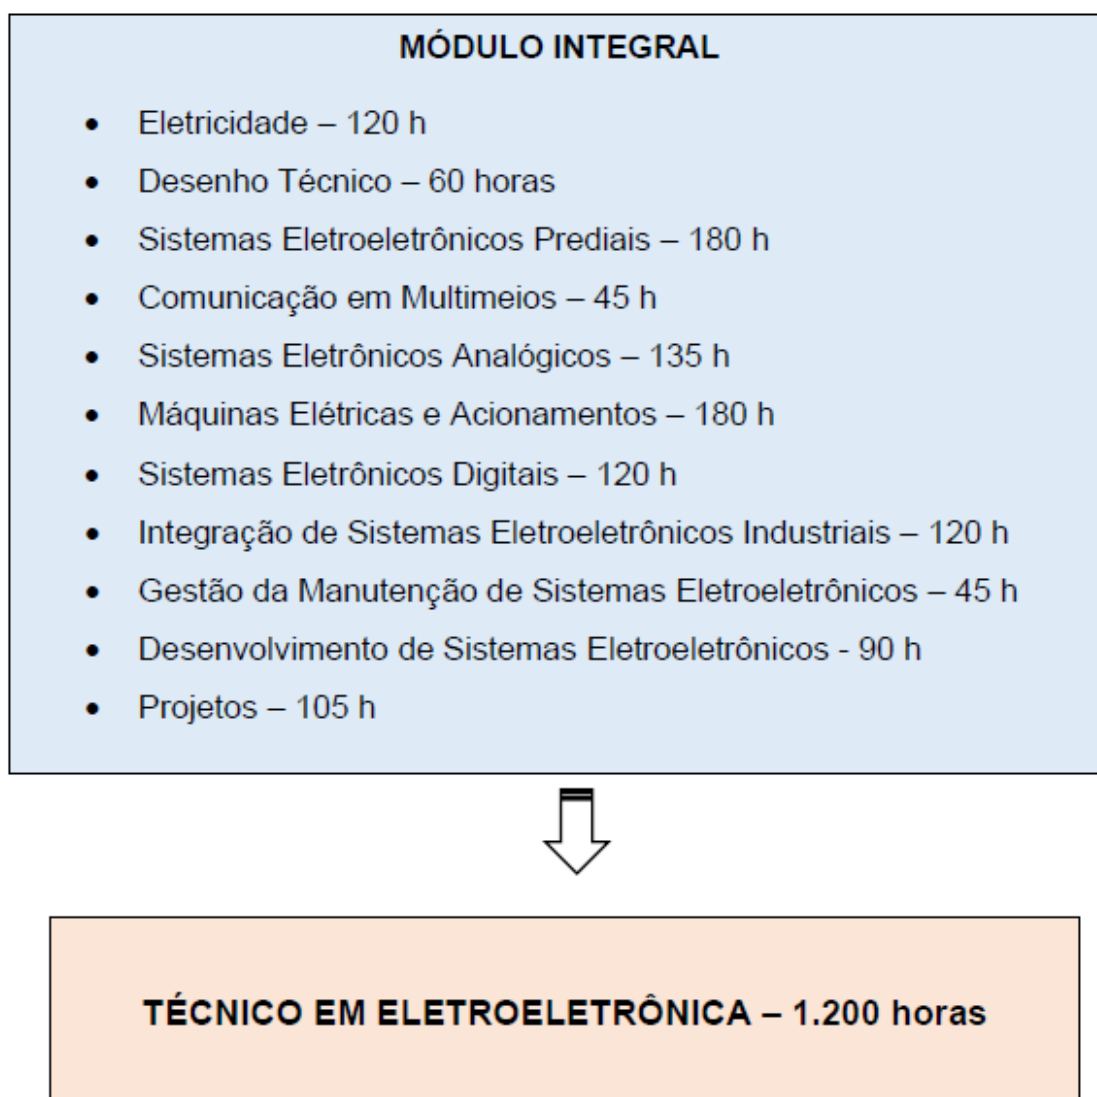 MÓDULO INTEGRAL
• Eletricidade – 120 h
• Desenho Técnico – 60 horas
• Sistemas Eletroeletrônicos Prediais – 180 h
• Comunicação em Multimeios – 45 h
• Sistemas Eletrônicos Analógicos – 135 h
• Máquinas Elétricas e Acionamentos – 180 h
• Sistemas Eletrônicos Digitais – 120 h
• Integração de Sistemas Eletroeletrônicos Industriais – 120 h
• Gestão da Manutenção de Sistemas Eletroeletrônicos – 45 h
• Desenvolvimento de Sistemas Eletroeletrônicos - 90 h
• Projetos – 105 h
TÉCNICO EM ELETROELETRÔNICA – 1.200 horas